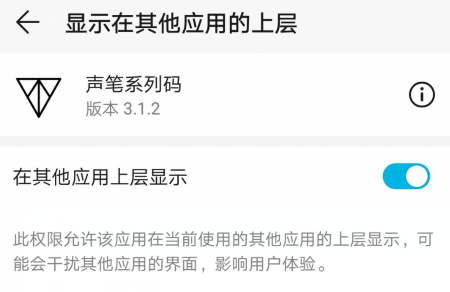 显示在其他应用的上层
声笔系列码
版本 3.1.2
在其他应用上层显示
此权限允许该应用在当前使用的其他应用的上层显示，可
能会干扰其他应用的界面，影响用户体验。